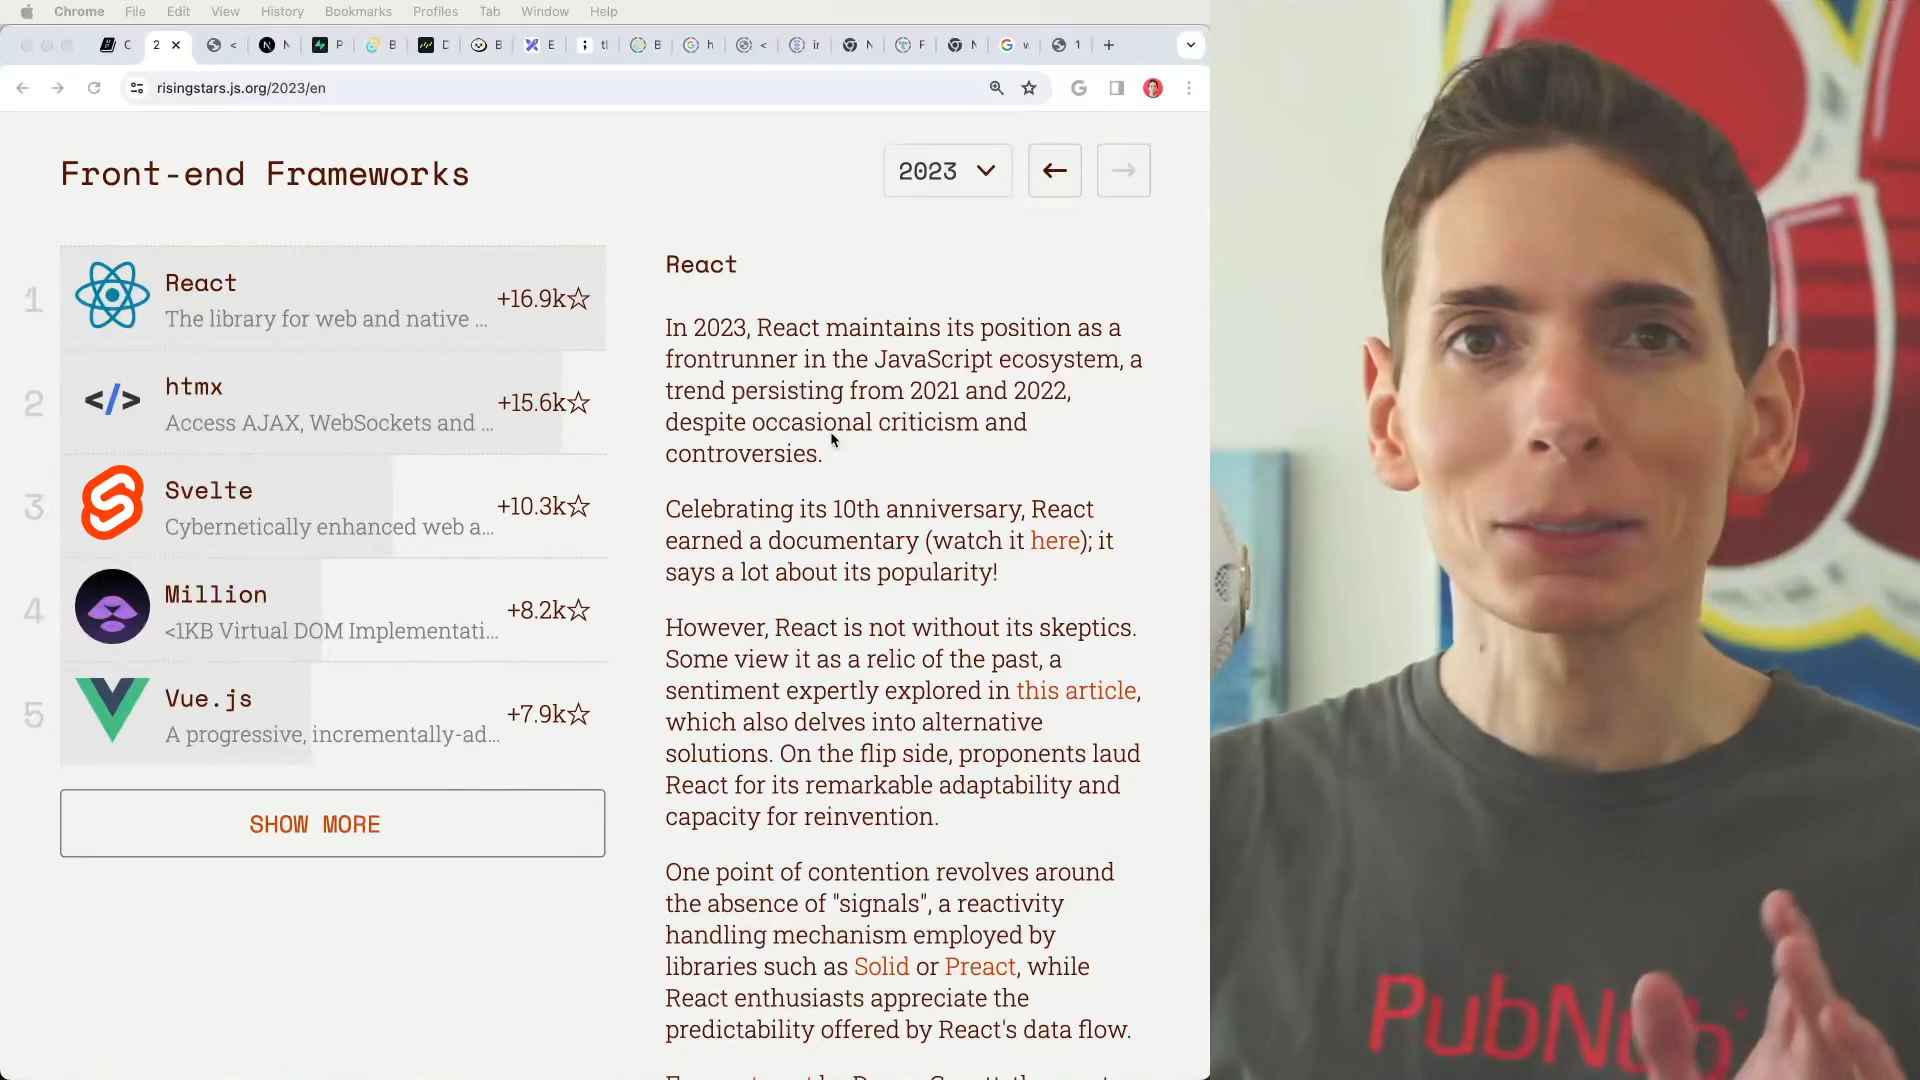 Chrome File Edit View History Bookmarks Profiles Tab Window Help
risingstars.js.org/2023/en
Front-end Frameworks
2023
1
React
The library for web and native ...
+16.9k☆
2
htmx
Access AJAX, WebSockets and ...
+15.6k☆
3
Svelte
Cybernetically enhanced web a...
+10.3k☆
4
Million
<1KB Virtual DOM Implementati...
+8.2k☆
5
Vue.js
A progressive, incrementally-ad...
+7.9k☆
SHOW MORE
React
In 2023, React maintains its position as a
frontrunner in the JavaScript ecosystem, a
trend persisting from 2021 and 2022,
despite occasional criticism and
controversies.
Celebrating its 10th anniversary, React
earned a documentary (watch it here); it
says a lot about its popularity!
However, React is not without its skeptics.
Some view it as a relic of the past, a
sentiment expertly explored in this article,
which also delves into alternative
solutions. On the flip side, proponents laud
React for its remarkable adaptability and
capacity for reinvention.
One point of contention revolves around
the absence of "signals", a reactivity
handling mechanism employed by
libraries such as Solid or Preact, while
React enthusiasts appreciate the
predictability offered by React's data flow.
PubNub